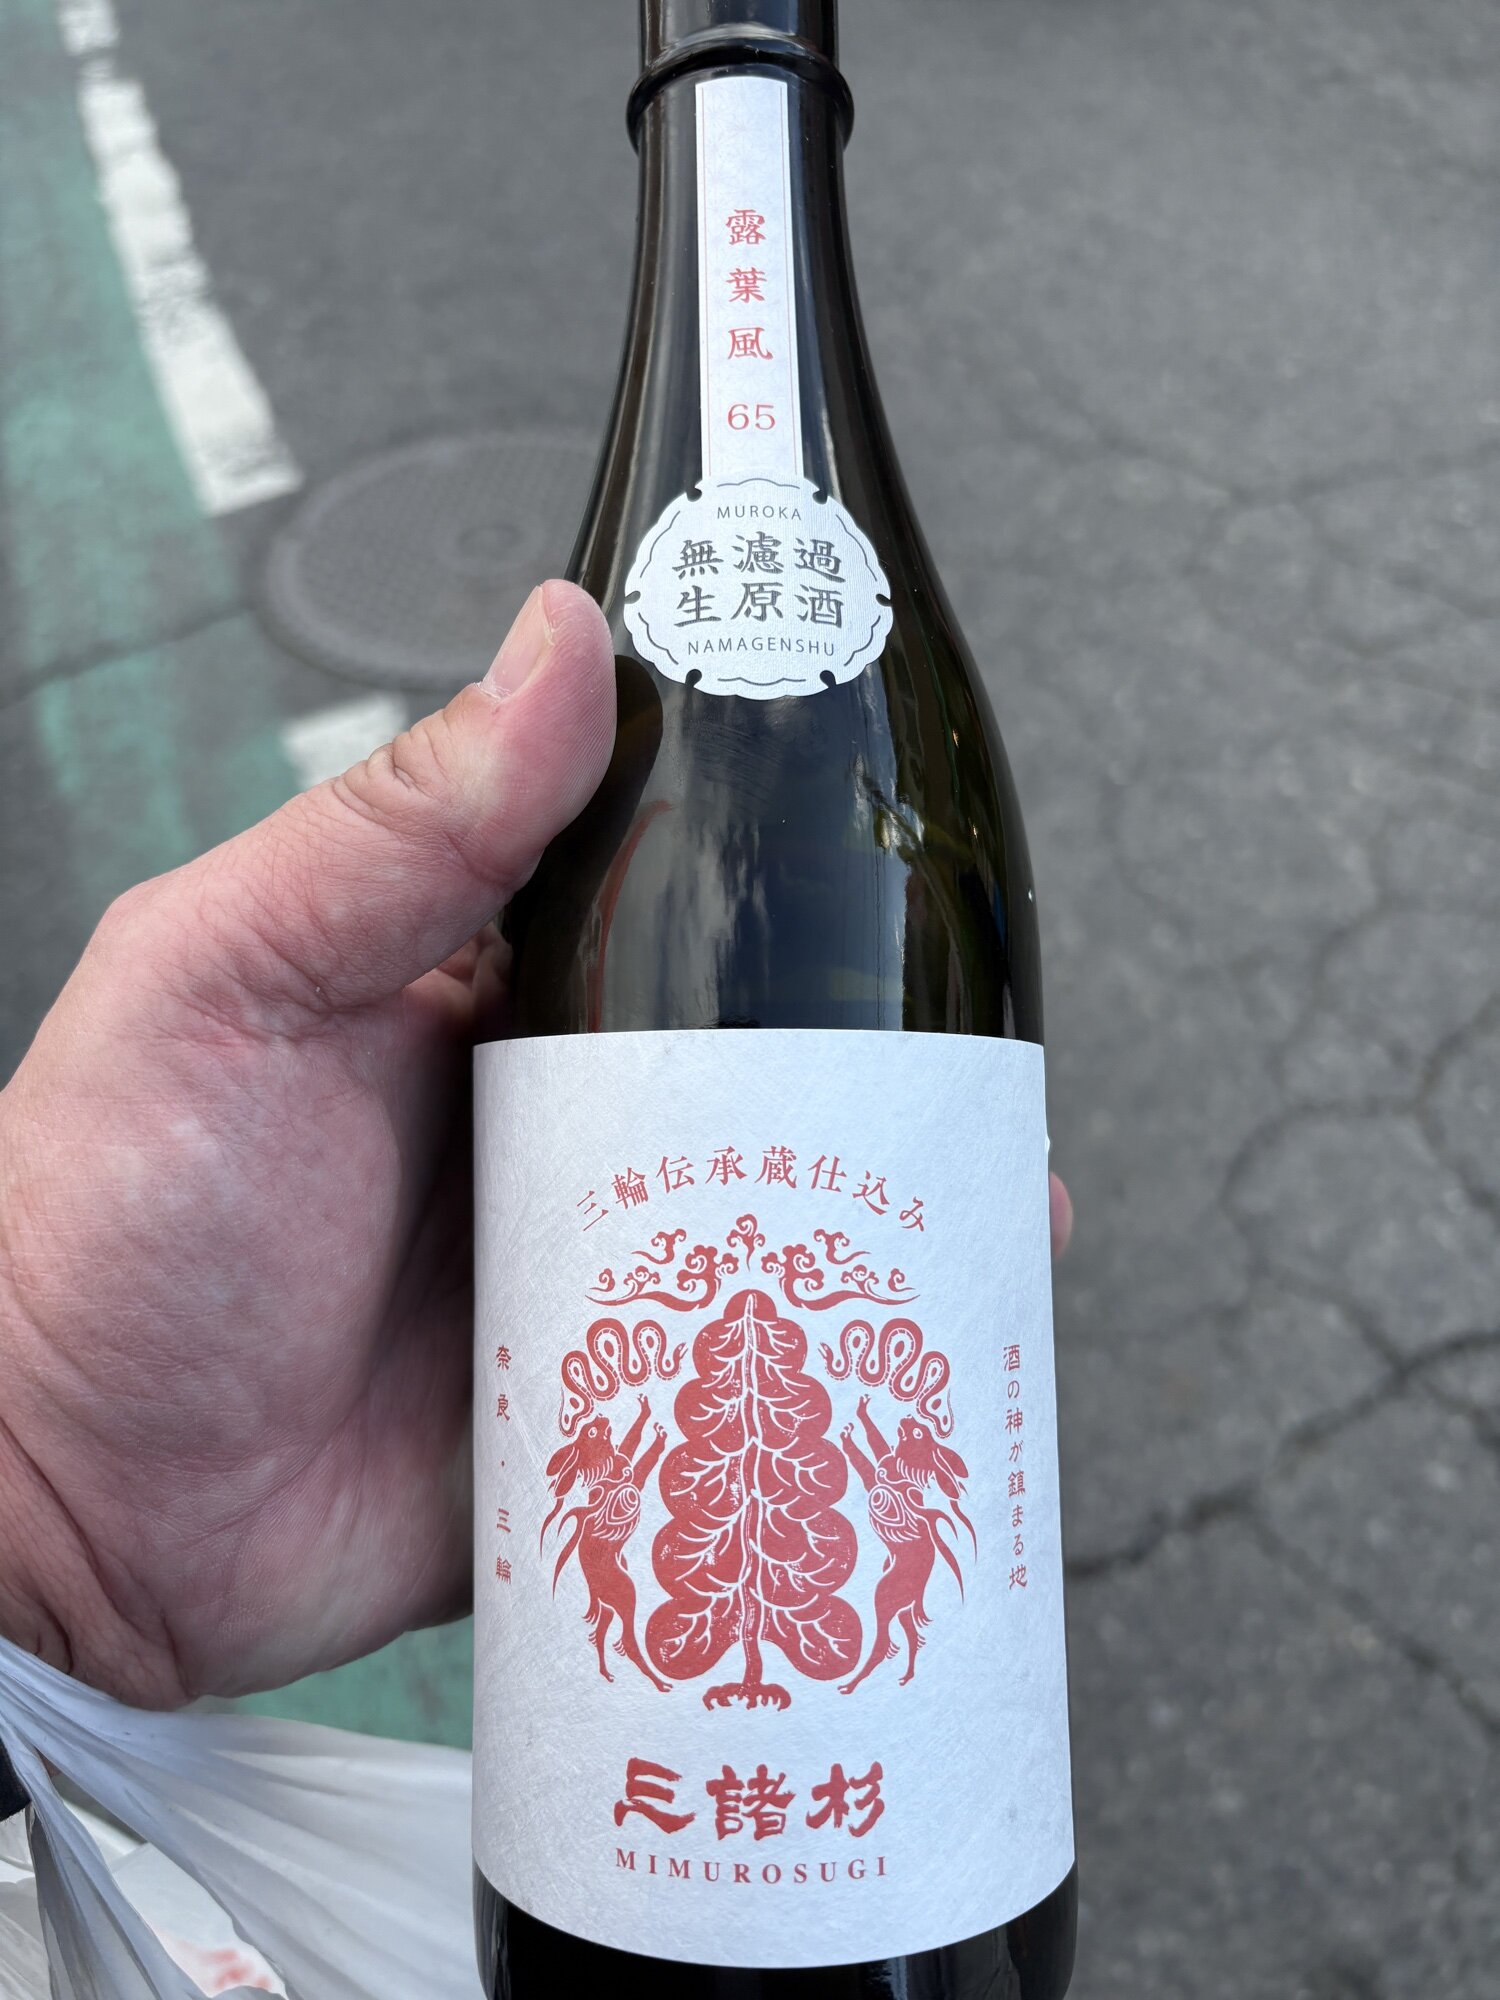 露葉風
65
MUROKA
無濾過
生原酒
NAMAGENSHU
三輪伝承蔵仕込み
奈良・三輪
酒の神が鎮まる地
三諸杉
MIMUROSUGI